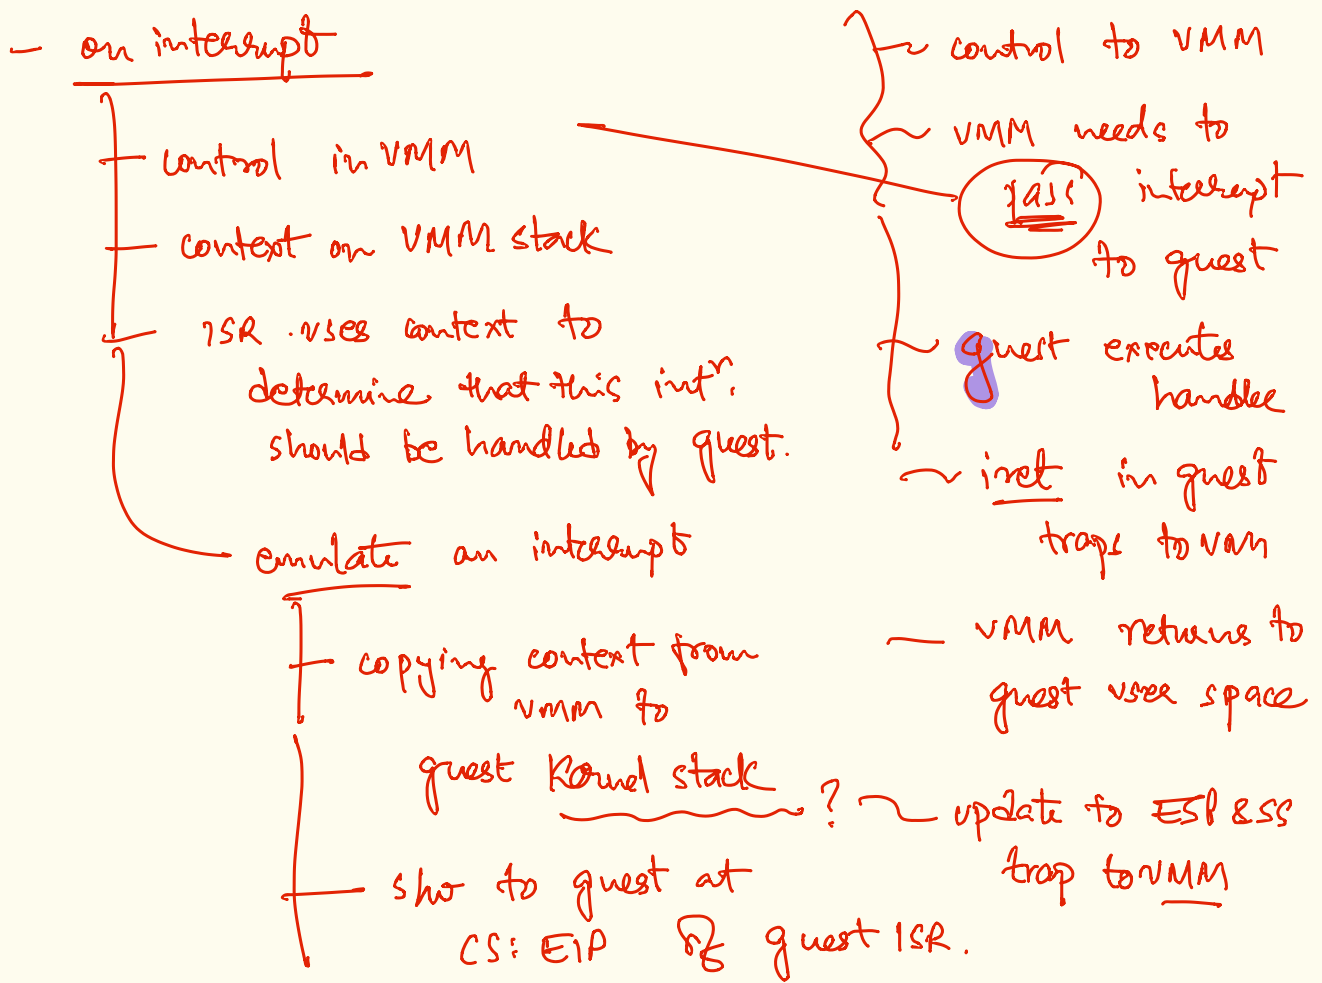 - on interrupt
- control in VMM
- context on VMM stack
- ISR uses context to
determine that this intr.
should be handled by guest.
emulate an interrupt
- copying context from
VMM to
guest Kernel stack ?
- to guest at
CS:EIP of guest ISR.
- control to VMM
- VMM needs to
pass interrupt
to guest
- guest executes
handler
- iret in guest
traps to VMM
- VMM returns to
guest user space
update to ESP & SS
trap to VMM